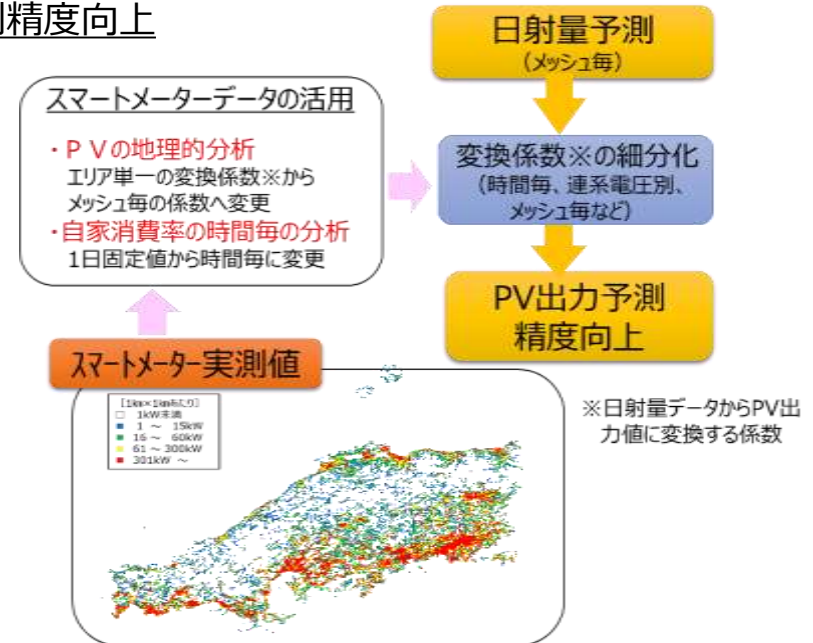 精度向上
日射量予測
(メッシュ毎)
スマートメーターデータの活用
・PVの地理的分析
エリア単一の変換係数※から
メッシュ毎の係数へ変更
・自家消費率の時間毎の分析
1日固定値から時間毎に変更
変換係数※の細分化
(時間毎、連系電圧別、
メッシュ毎など)
PV出力予測
精度向上
スマートメーター実測値
[1km×1kmあたり]
1kW未満
1 ～ 15kW
16 ～ 60kW
61 ～ 300kW
301kW ～
※日射量データからPV出
力値に変換する係数